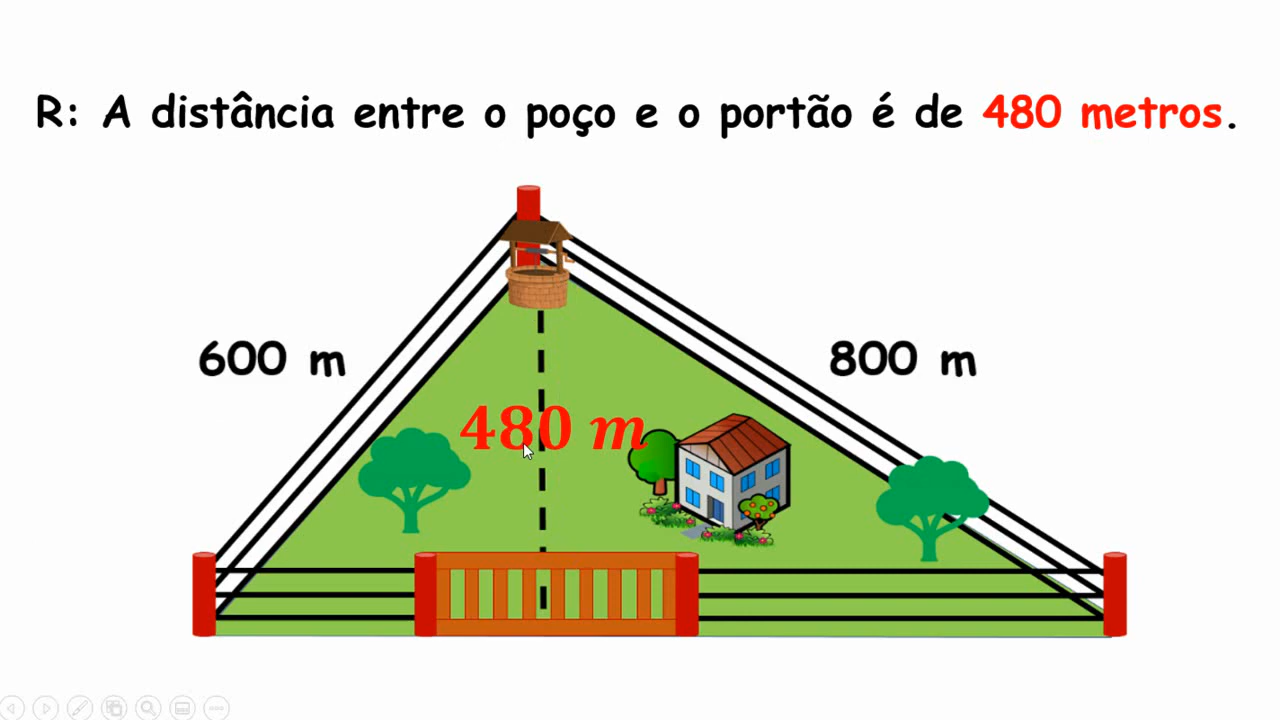 R: A distância entre o poço e o portão é de 480 metros.
600 m
800 m
480 m